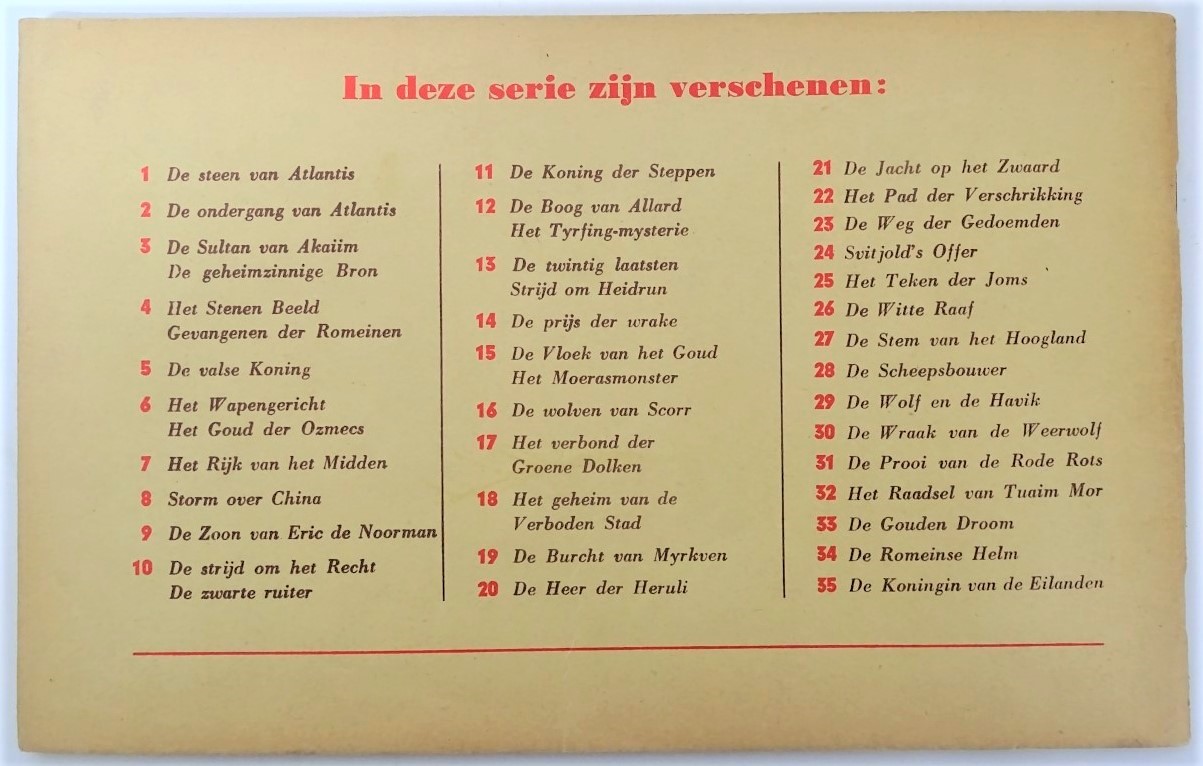 In deze serie zijn verschenen:
1 De steen van Atlantis
2 De ondergang van Atlantis
3 De Sultan van Akaiim
De geheimzinnige Bron
4 Het Stenen Beeld
Gevangenen der Romeinen
5 De valse Koning
6 Het Wapengericht
Het Goud der Ozmecs
7 Het Rijk van het Midden
8 Storm over China
9 De Zoon van Eric de Noorman
10 De strijd om het Recht
De zwarte ruiter
11 De Koning der Steppen
12 De Boog van Allard
Het Tyrfing-mysterie
13 De twintig laatsten
Strijd om Heidrun
14 De prijs der wrake
15 De Vloek van het Goud
Het Moerasmonster
16 De wolven van Scorr
17 Het verbond der
Groene Dolken
18 Het geheim van de
Verboden Stad
19 De Burcht van Myrkven
20 De Heer der Heruli
21 De Jacht op het Zwaard
22 Het Pad der Verschrikking
23 De Weg der Gedoemden
24 Svitjold's Offer
25 Het Teken der Joms
26 De Witte Raaf
27 De Stem van het Hoogland
28 De Scheepsbouwer
29 De Wolf en de Havik
30 De Wraak van de Weerwolf
31 De Prooi van de Rode Rots
32 Het Raadsel van Tuaim Mor
33 De Gouden Droom
34 De Romeinse Helm
35 De Koningin van de Eilanden